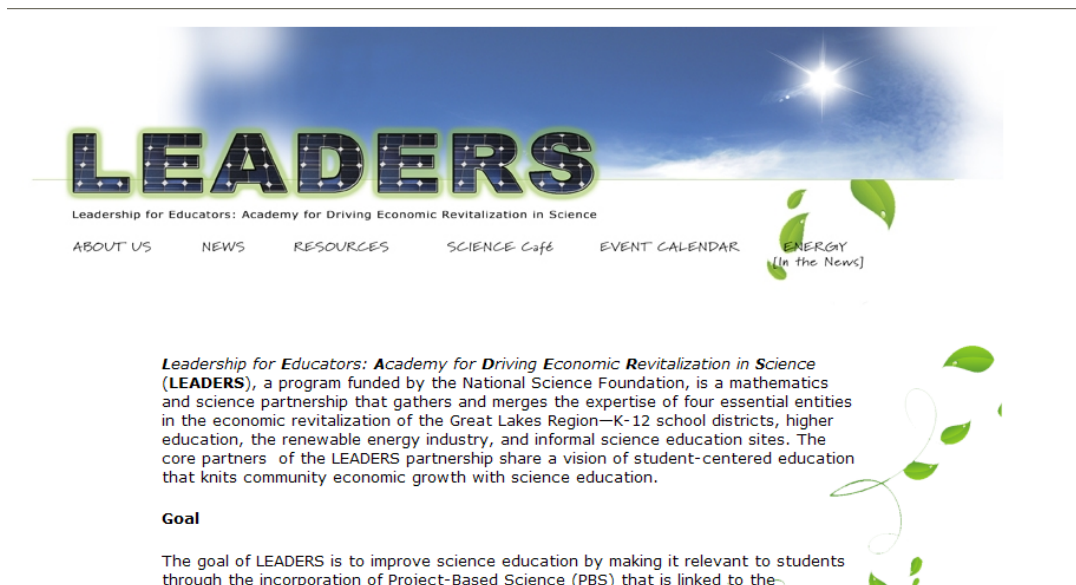 LEADERS
Leadership for Educators: Academy for Driving Economic Revitalization in Science
ABOUT US NEWS RESOURCES SCIENCE Café EVENT CALENDAR ENERGY
[In the News]
Leadership for Educators: Academy for Driving Economic Revitalization in Science
(LEADERS), a program funded by the National Science Foundation, is a mathematics
and science partnership that gathers and merges the expertise of four essential entities
in the economic revitalization of the Great Lakes Region—K-12 school districts, higher
education, the renewable energy industry, and informal science education sites. The
core partners of the LEADERS partnership share a vision of student-centered education
that knits community economic growth with science education.
Goal
The goal of LEADERS is to improve science education by making it relevant to students
through the incorporation of Project-Based Science (PBS) that is linked to the